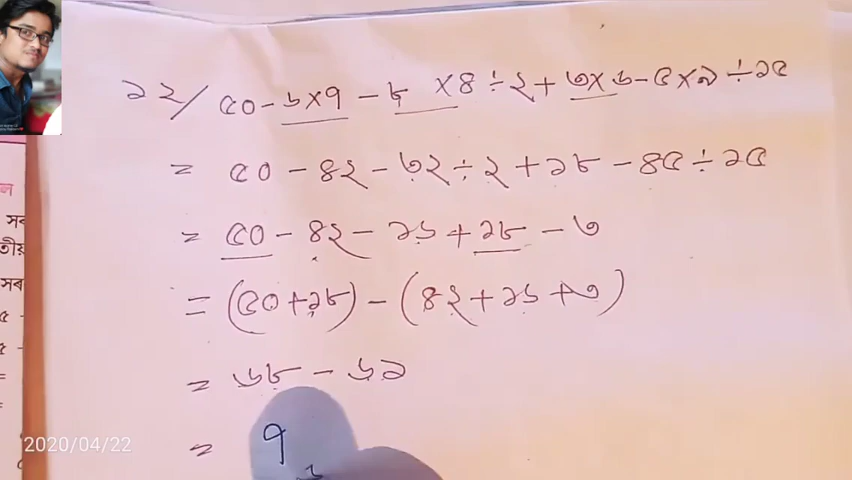 ১২/ ৫০-৬×৭ - ৮ ×৪÷২+৩×৬-৫×৯÷১৫
= ৫০ - ৪২ - ৩২÷২ + ১৮ - ৪৫÷১৫
= ৫০ - ৪২ - ১৬ + ১৮ - ৩
= (৫০+১৮) - (৪২+১৬+৩)
= ৬৮ - ৬১
= ৭
2020/04/22